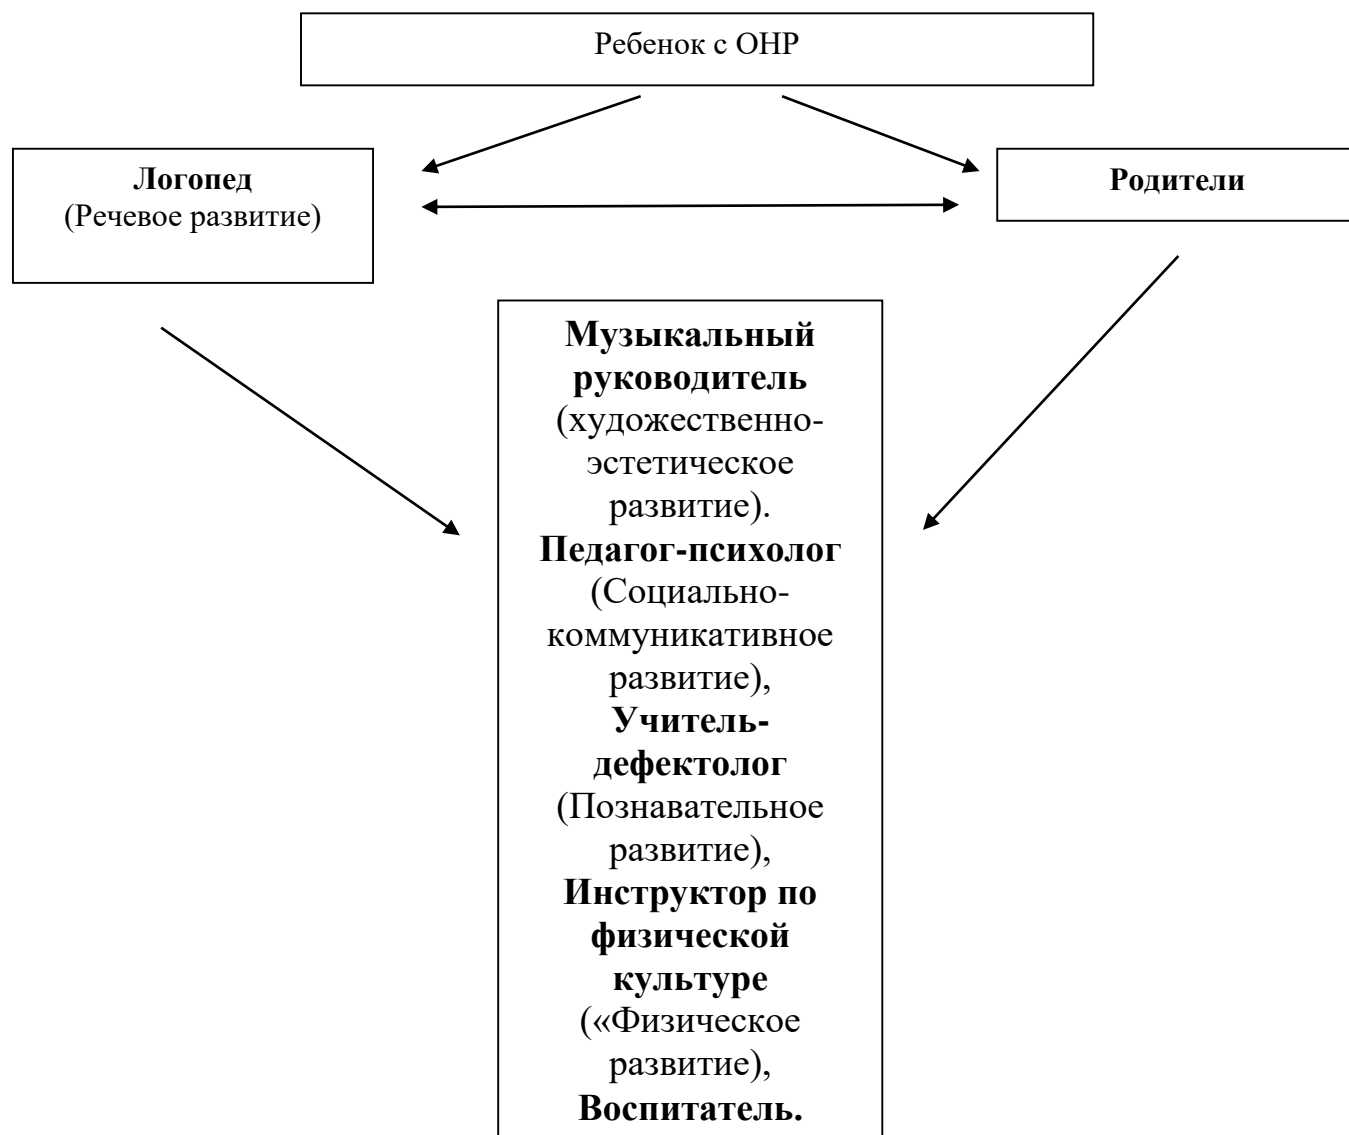 Ребенок с ОНР
Логопед
(Речевое развитие)
Родители
Музыкальный
руководитель
(художественно-
эстетическое
развитие).
Педагог-психолог
(Социально-
коммуникативное
развитие),
Учитель-
дефектолог
(Познавательное
развитие),
Инструктор по
физической
культуре
(«Физическое
развитие),
Воспитатель.